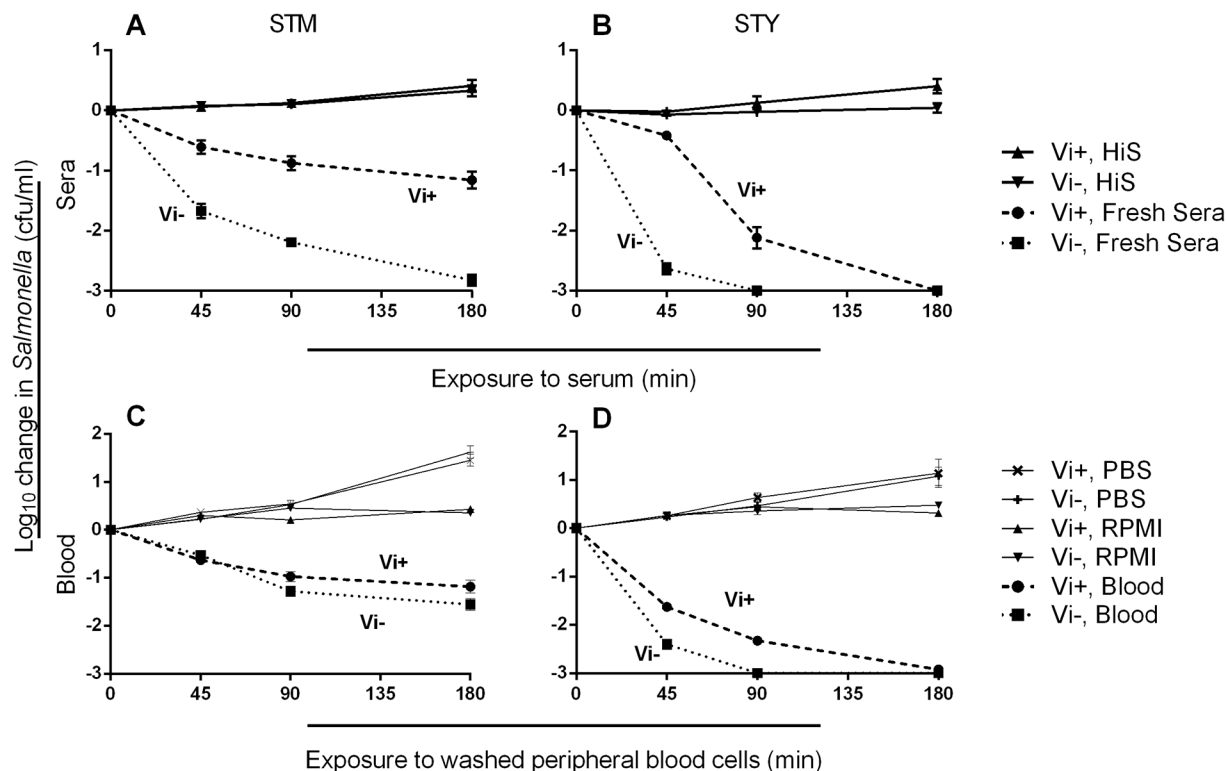 A STM
B STY
1
0
-1
-2
-3
0 45 90 135 180
Vi+
Vi-
1
0
-1
-2
-3
0 45 90 135 180
Vi+
Vi-
Sera
Log10 change in Salmonella (cfu/ml)
Exposure to serum (min)
Vi+, HiS
Vi-, HiS
Vi+, Fresh Sera
Vi-, Fresh Sera
C
D
2
1
0
-1
-2
-3
0 45 90 135 180
Vi+
Vi-
2
1
0
-1
-2
-3
0 45 90 135 180
Vi+
Vi-
Blood
Exposure to washed peripheral blood cells (min)
Vi+, PBS
Vi-, PBS
Vi+, RPMI
Vi-, RPMI
Vi+, Blood
Vi-, Blood